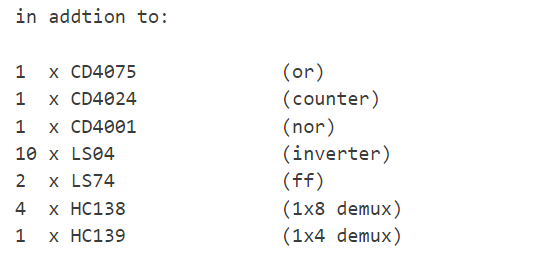 in addtion to:
1 x CD4075 (or)
1 x CD4024 (counter)
1 x CD4001 (nor)
10 x LS04 (inverter)
2 x LS74 (ff)
4 x HC138 (1x8 demux)
1 x HC139 (1x4 demux)